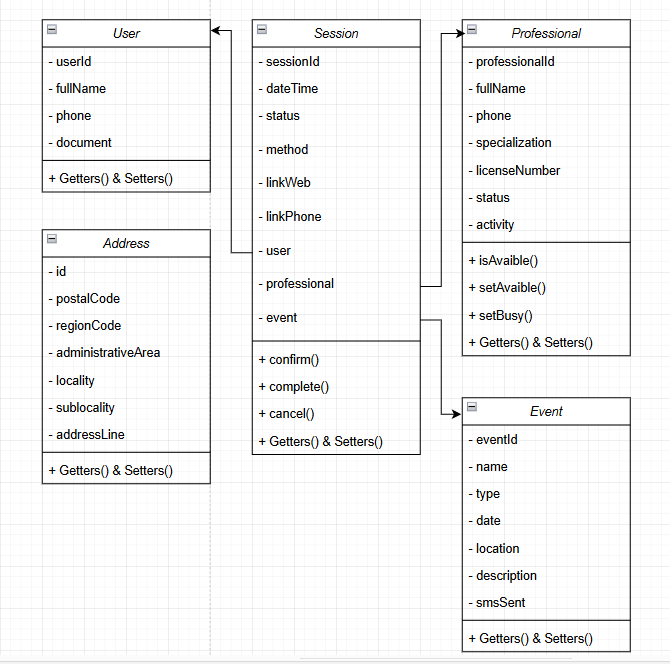 User
- userId
- fullName
- phone
- document
+ Getters() & Setters()
Address
- id
- postalCode
- regionCode
- administrativeArea
- locality
- sublocality
- addressLine
+ Getters() & Setters()
Session
- sessionId
- dateTime
- status
- method
- linkWeb
- linkPhone
- user
- professional
- event
+ confirm()
+ complete()
+ cancel()
+ Getters() & Setters()
Professional
- professionalId
- fullName
- phone
- specialization
- licenseNumber
- status
- activity
+ isAvaible()
+ setAvaible()
+ setBusy()
+ Getters() & Setters()
Event
- eventId
- name
- type
- date
- location
- description
- smsSent
+ Getters() & Setters()